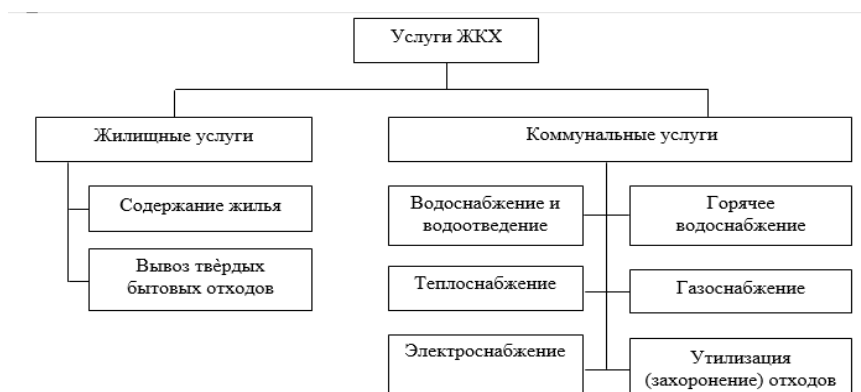 Услуги ЖКХ
Жилищные услуги
Коммунальные услуги
Содержание жилья
Вывоз твѐрдых
бытовых отходов
Водоснабжение и
водоотведение
Горячее
водоснабжение
Теплоснабжение
Газоснабжение
Электроснабжение
Утилизация
(захоронение) отходов